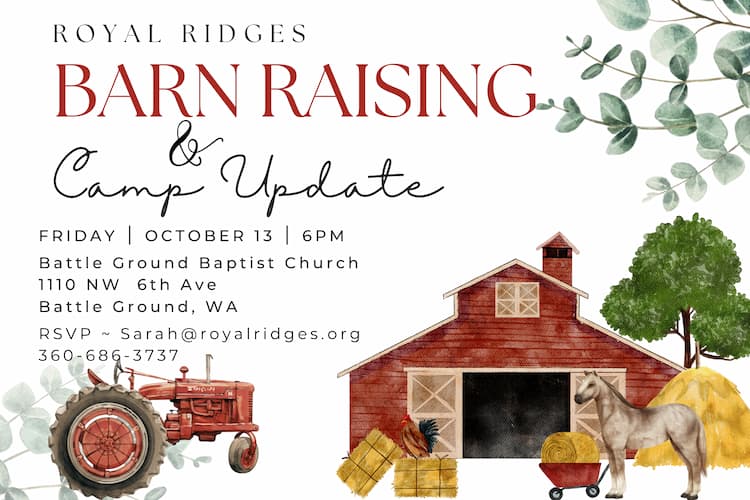 ROYAL RIDGES
BARN RAISING
&
Camp Update
FRIDAY | OCTOBER 13 | 6PM
Battle Ground Baptist Church
1110 NW 6th Ave
Battle Ground, WA
RSVP ~ Sarah@royalridges.org
360-686-3737